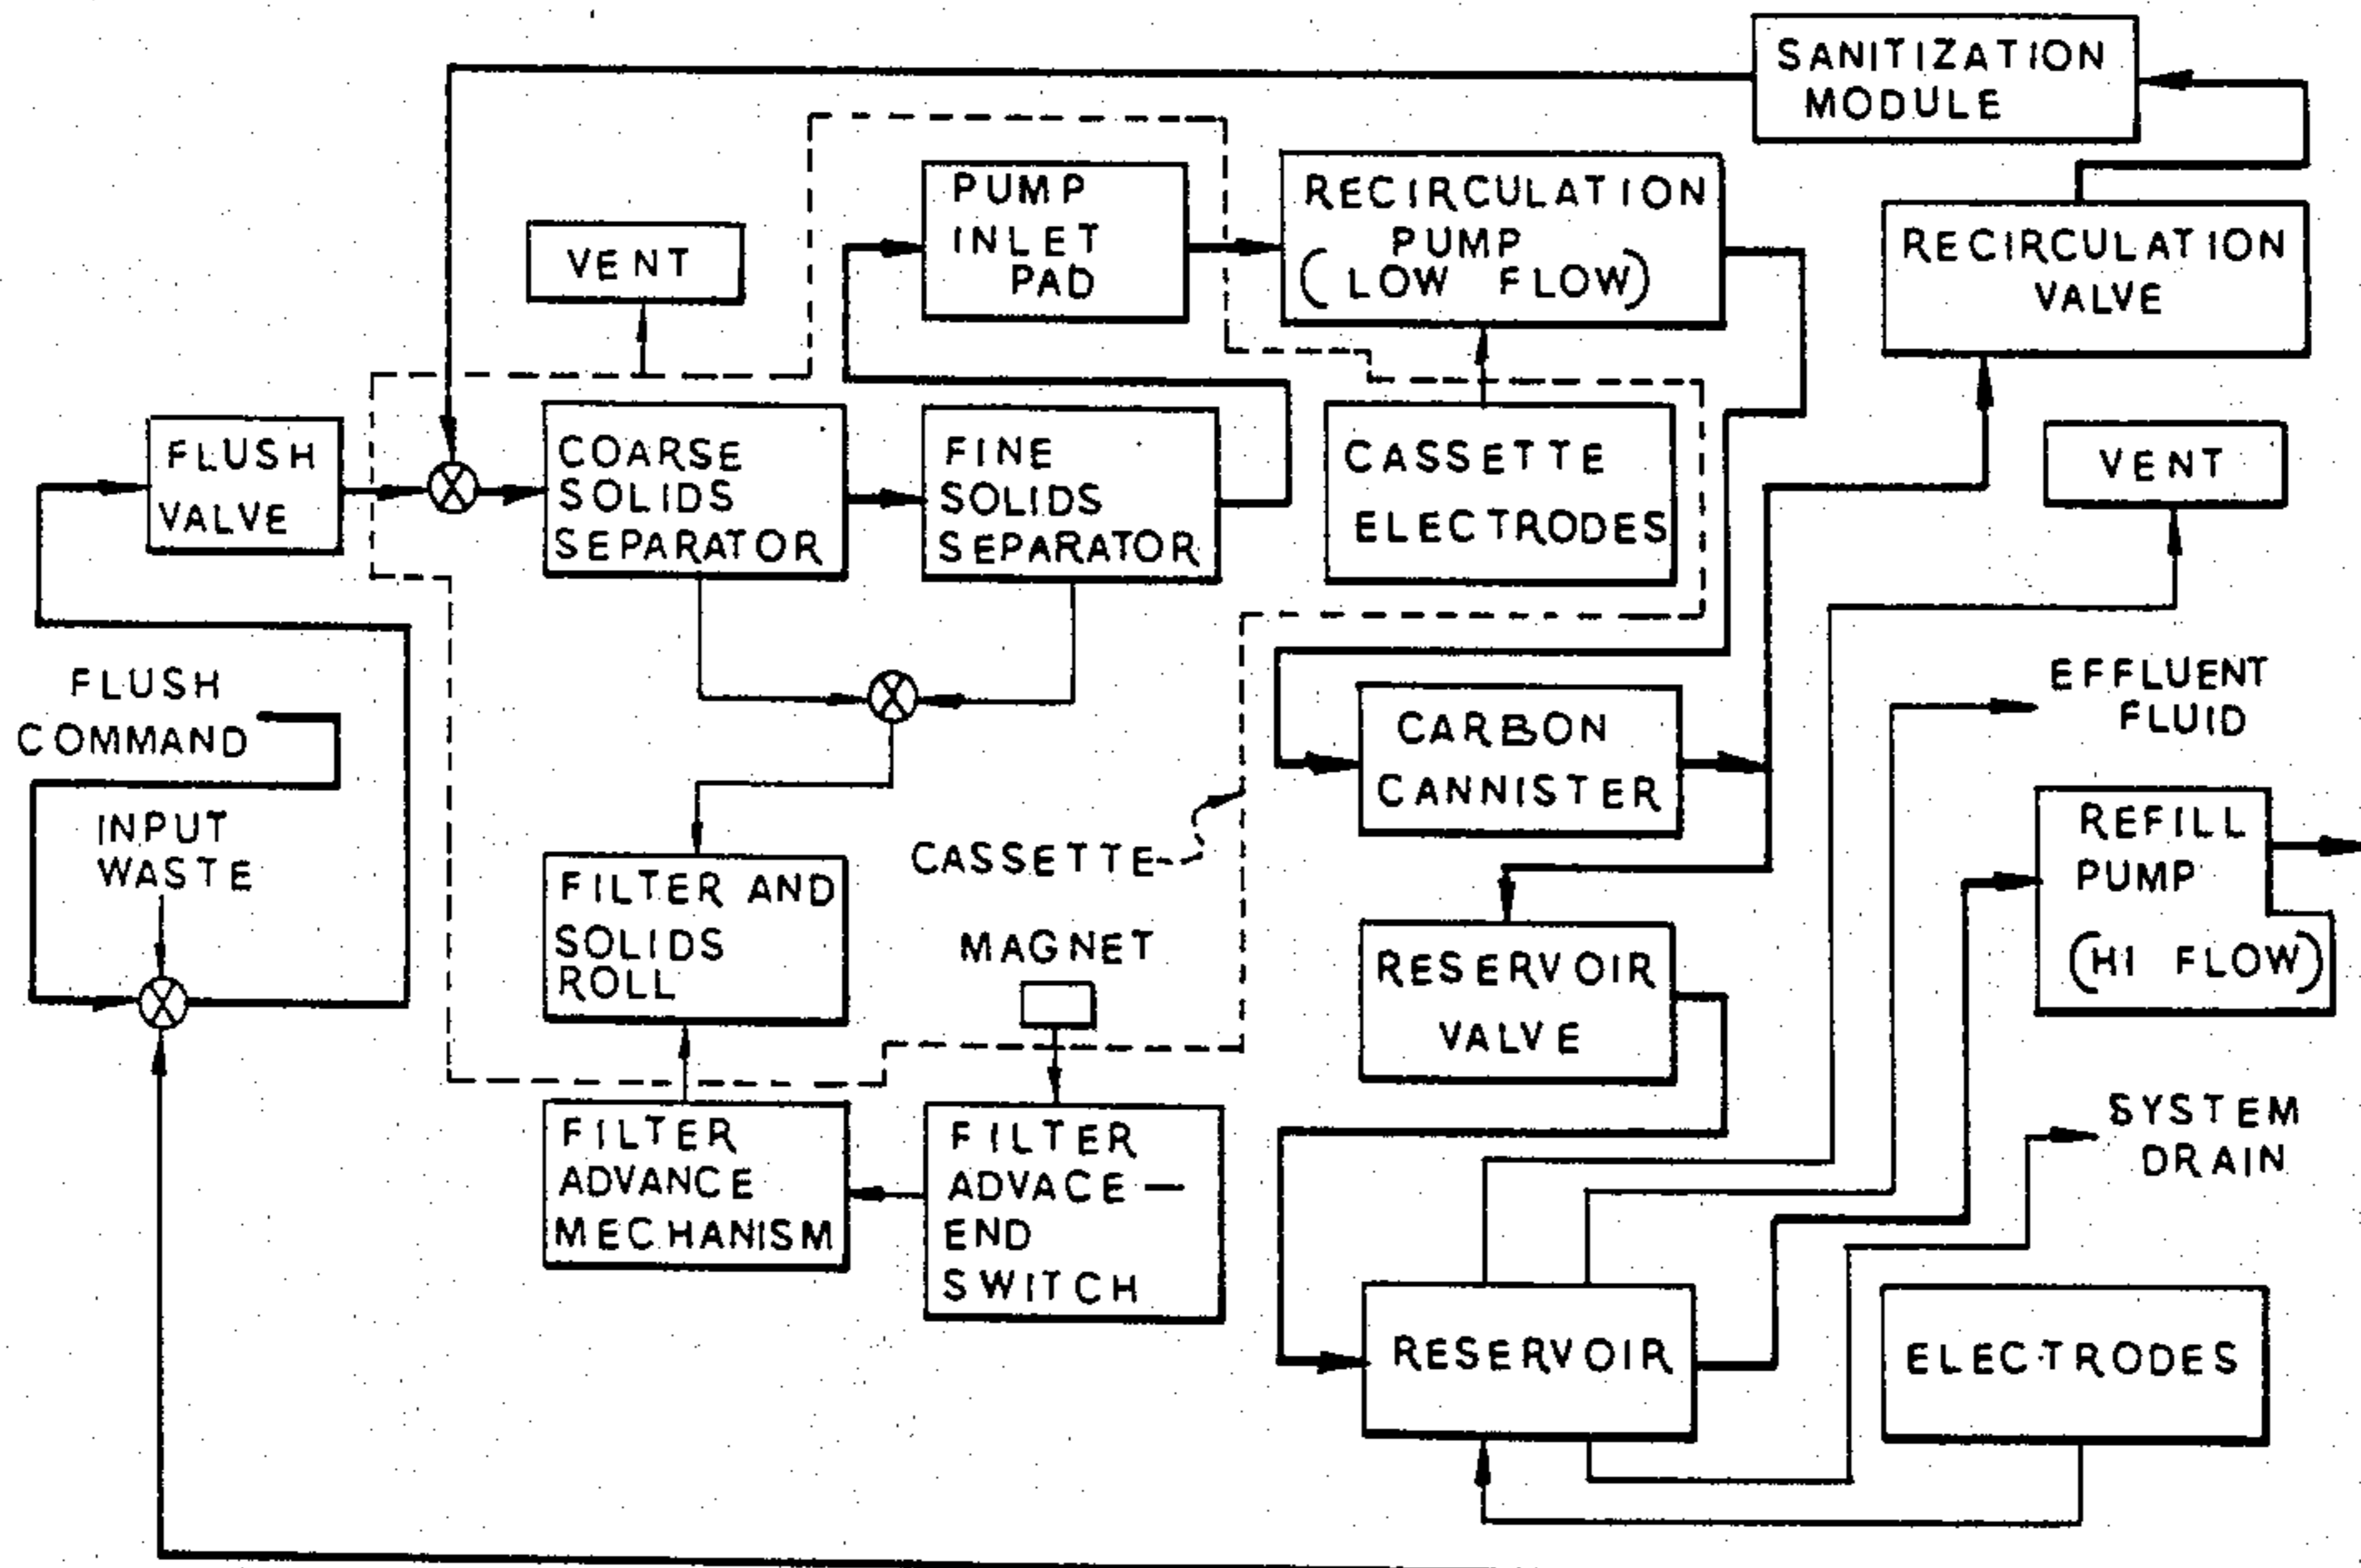 SANITIZATION
MODULE
PUMP
INLET
PAD
RECIRCULATION
PUMP
(LOW FLOW)
VENT
RECIRCULATION
VALVE
FLUSH
VALVE
COARSE
SOLIDS
SEPARATOR
FINE
SOLIDS
SEPARATOR
CASSETTE
ELECTRODES
VENT
FLUSH
COMMAND
INPUT
WASTE
CARBON
CANNISTER
EFFLUENT
FLUID
REFILL
PUMP
(HI FLOW)
CASSETTE
FILTER AND
SOLIDS
ROLL
MAGNET
RESERVOIR
VALVE
FILTER
ADVANCE
MECHANISM
FILTER
ADVACE—
END
SWITCH
SYSTEM
DRAIN
RESERVOIR
ELECTRODES